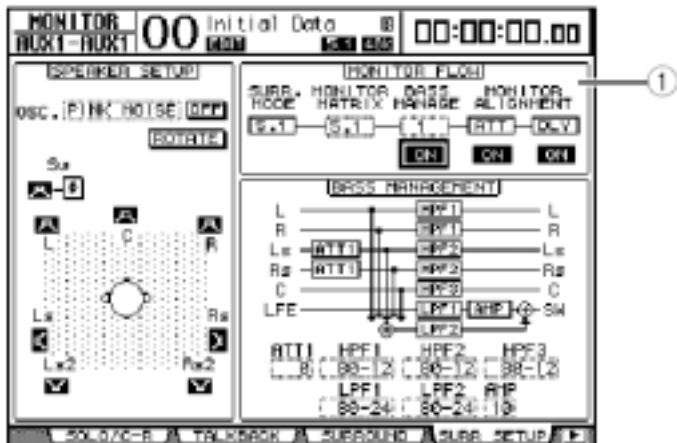 MONITOR
AUX1-AUX1
00
Initial Data
00:00:00.00
5.1 48k
SPEAKER SETUP
OSC. PINK NOISE OFF
ROTATE
Sw
φ
L C R
Ls Rs
Ls2 Rs2
MONITOR FLOW
1
SURR. MODE
MONITOR MATRIX
BASS MANAGE
MONITOR ALIGNMENT
5.1 5.1 1 ATT DLY
ON ON ON
BASS MANAGEMENT
L HPF1 L
R HPF1 R
Ls ATT1 HPF2 Ls
Rs ATT1 HPF2 Rs
C HPF3 C
LFE LPF1 AMP SW
LPF2
ATT1 HPF1 HPF2 HPF3
0 80-12 80-12 80-12
LPF1 LPF2 AMP
80-24 80-24 10
SOLO/C-R TALKBACK SURROUND SURR. SETUP